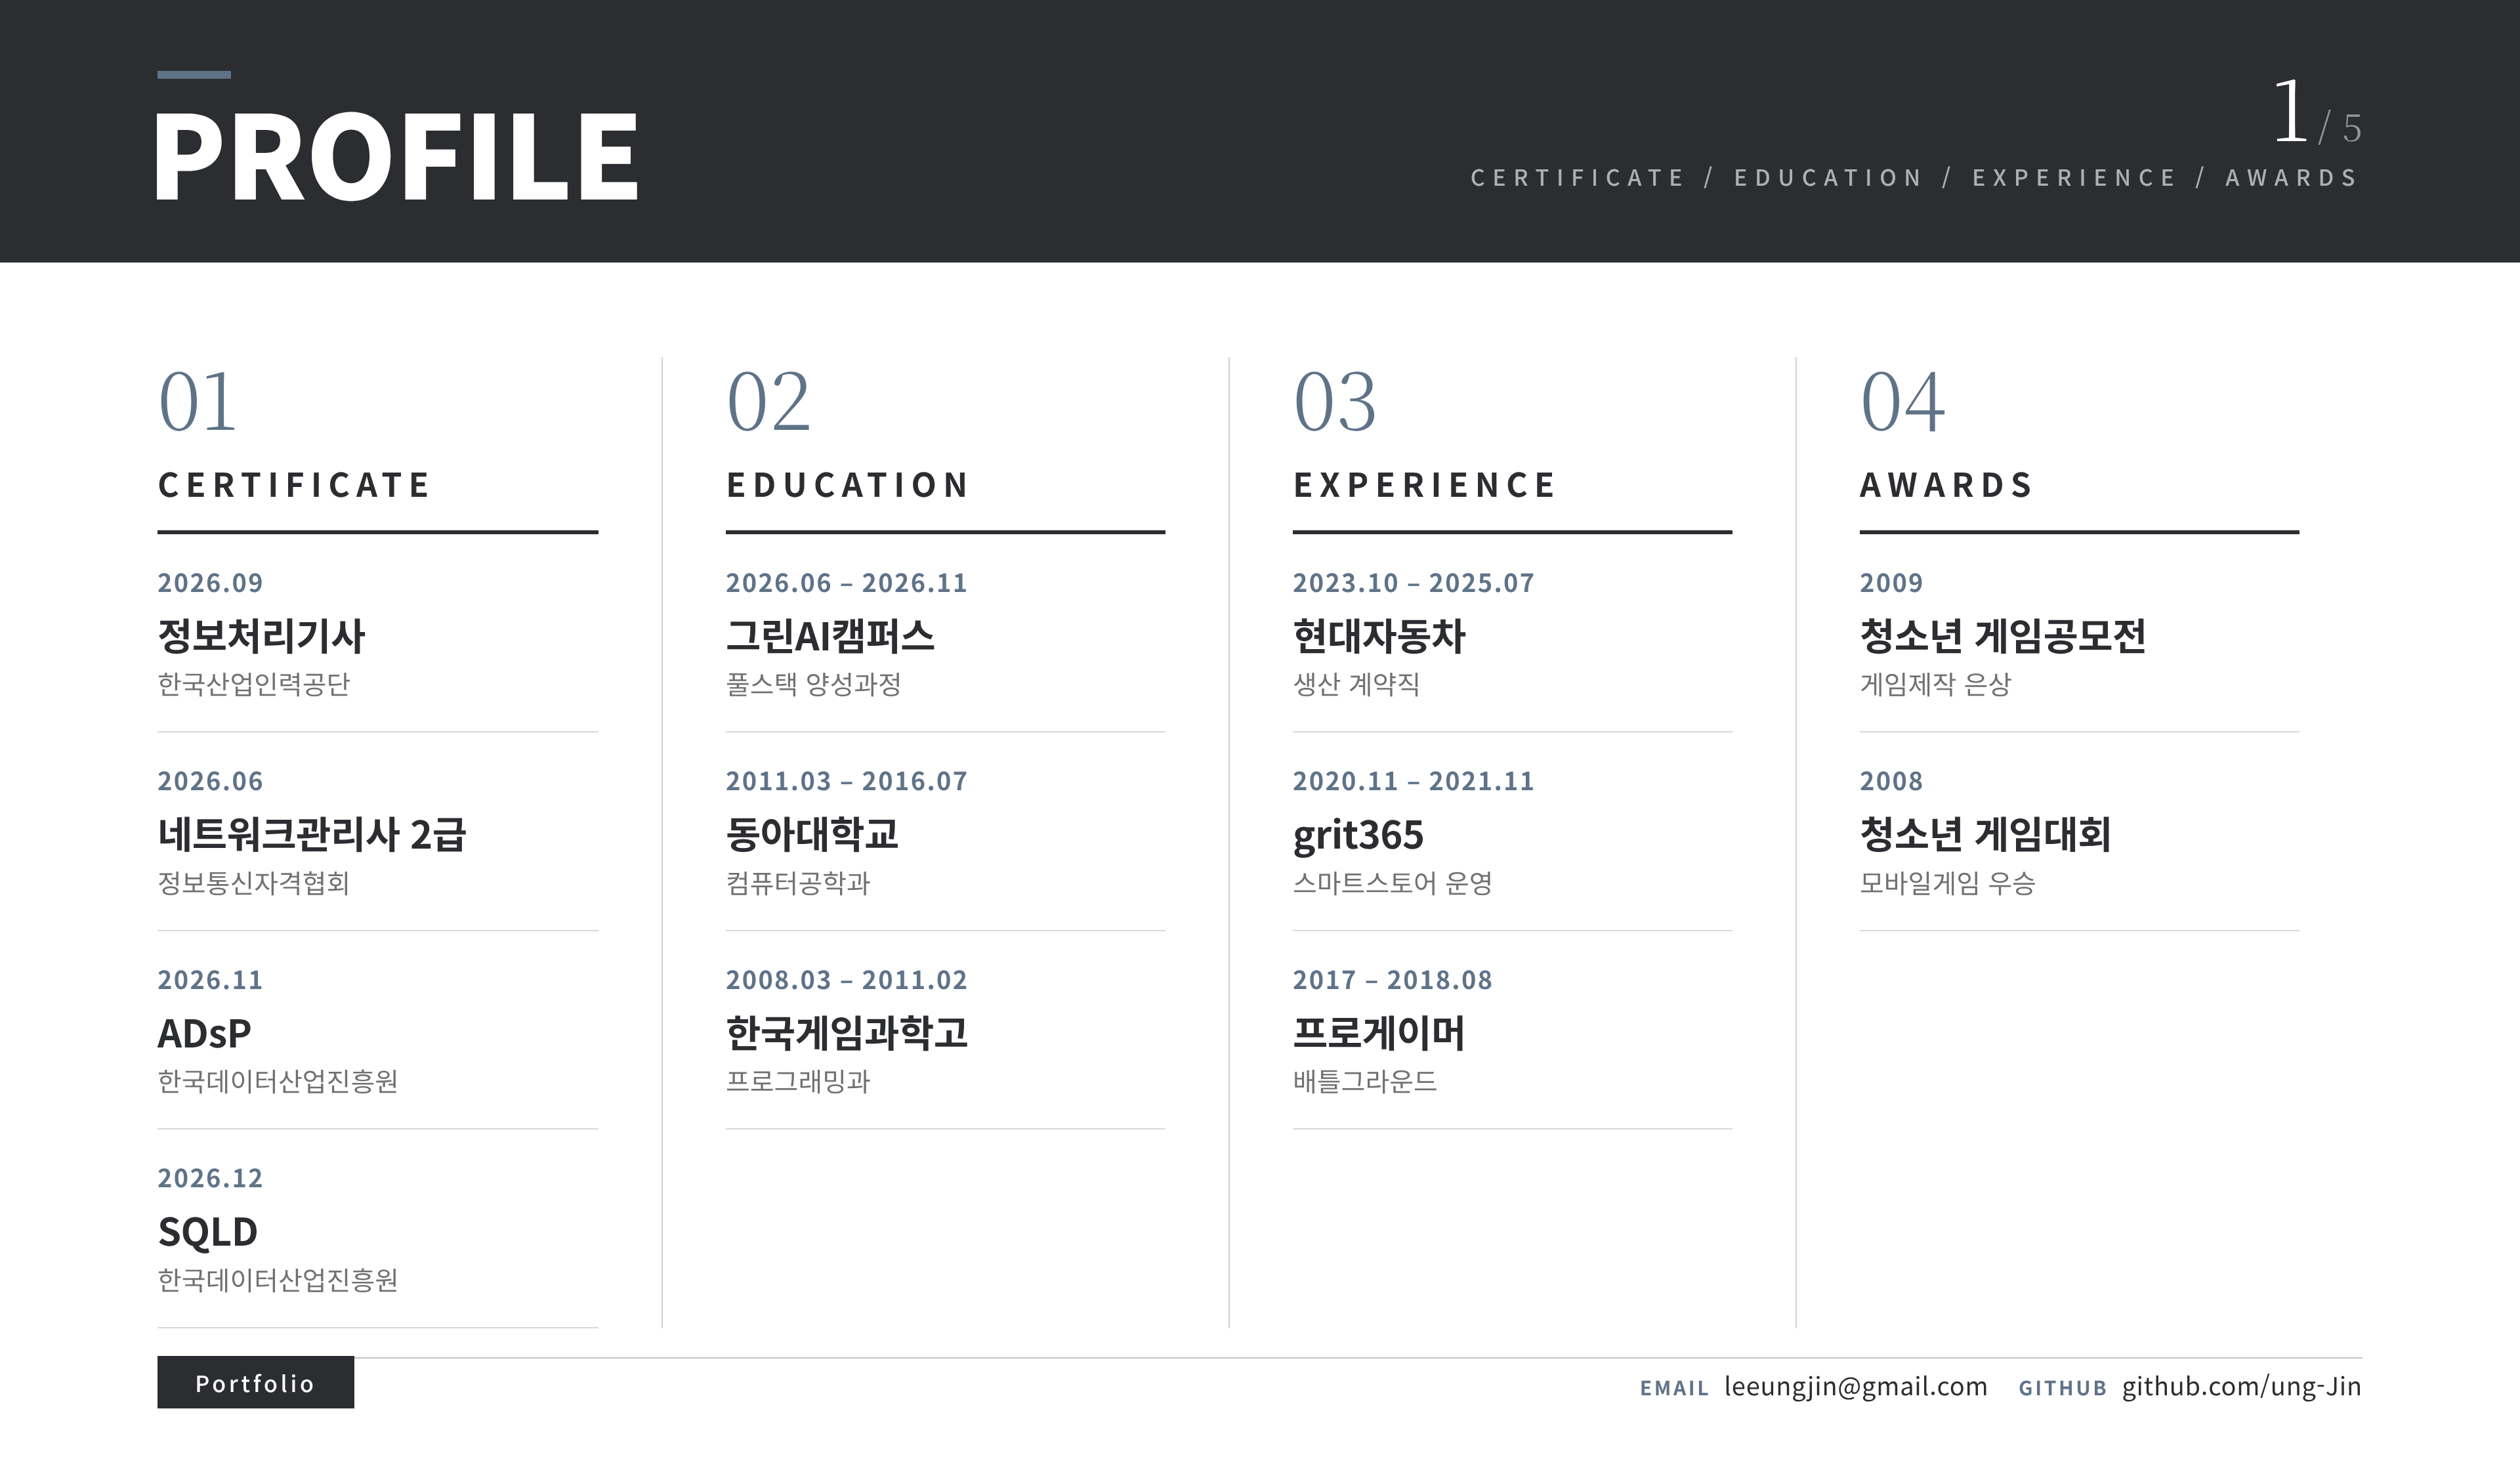 PROFILE
1 / 5
CERTIFICATE / EDUCATION / EXPERIENCE / AWARDS
01
CERTIFICATE
2026.09
정보처리기사
한국산업인력공단
2026.06
네트워크관리사 2급
정보통신자격협회
2026.11
ADsP
한국데이터산업진흥원
2026.12
SQLD
한국데이터산업진흥원
02
EDUCATION
2026.06 – 2026.11
그린AI캠퍼스
풀스택 양성과정
2011.03 – 2016.07
동아대학교
컴퓨터공학과
2008.03 – 2011.02
한국게임과학고
프로그래밍과
03
EXPERIENCE
2023.10 – 2025.07
현대자동차
생산 계약직
2020.11 – 2021.11
grit365
스마트스토어 운영
2017 – 2018.08
프로게이머
배틀그라운드
04
AWARDS
2009
청소년 게임공모전
게임제작 은상
2008
청소년 게임대회
모바일게임 우승
Portfolio
EMAIL leeungjin@gmail.com GITHUB github.com/ung-Jin